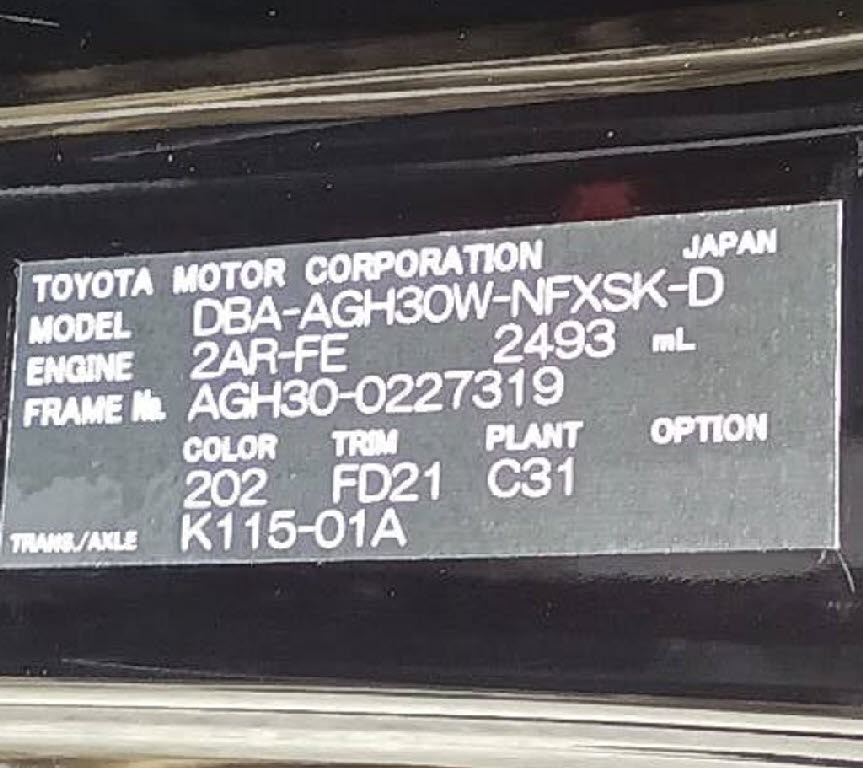 TOYOTA MOTOR CORPORATION JAPAN
MODEL DBA-AGH30W-NFXSK-D
ENGINE 2AR-FE 2493 mL
FRAME No. AGH30-0227319
COLOR TRIM PLANT OPTION
202 FD21 C31
TRANS./AXLE K115-01A